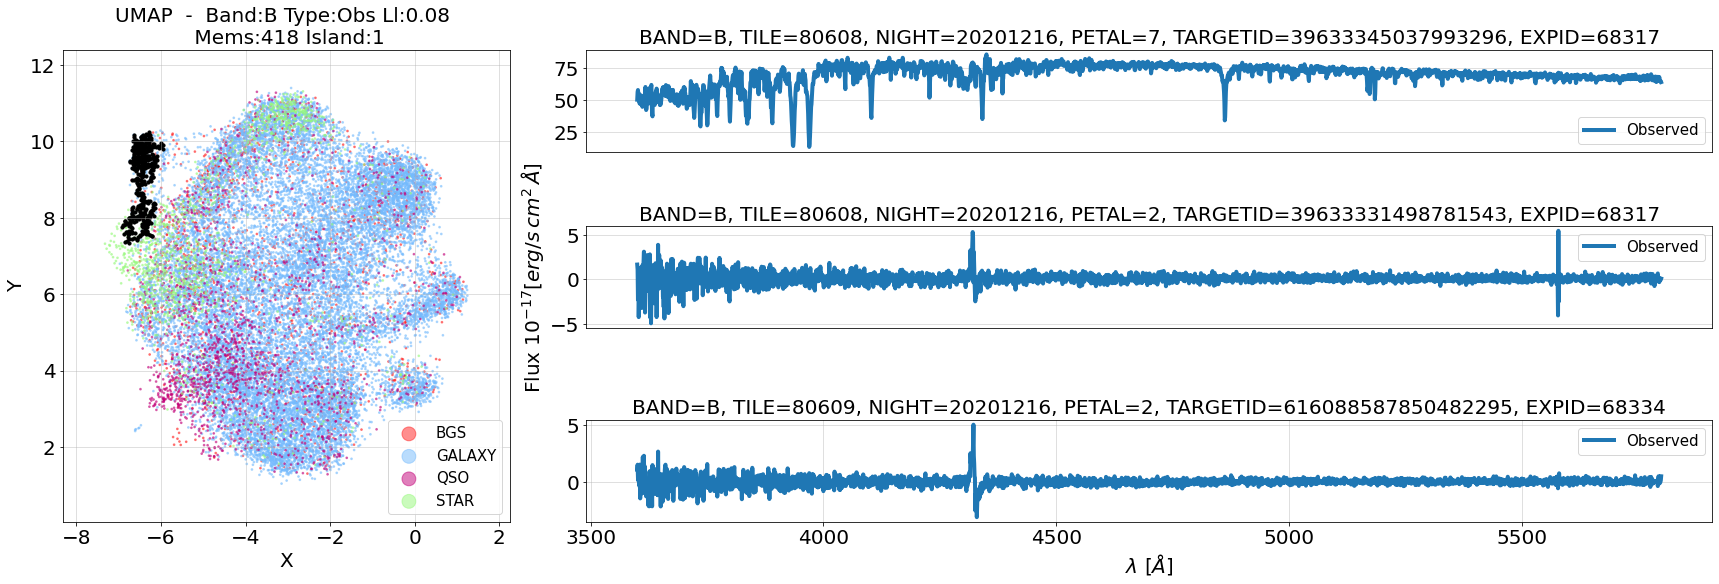 UMAP - Band:B Type:Obs Ll:0.08
Mems:418 Island:1
12
10
8
6
4
2
Y
−8
−6
−4
−2
0
2
X
BGS
GALAXY
QSO
STAR
Flux 10^−17[erg/s cm^2 Å]
BAND=B, TILE=80608, NIGHT=20201216, PETAL=7, TARGETID=39633345037993296, EXPID=68317
75
50
25
Observed
BAND=B, TILE=80608, NIGHT=20201216, PETAL=2, TARGETID=39633331498781543, EXPID=68317
5
0
−5
Observed
BAND=B, TILE=80609, NIGHT=20201216, PETAL=2, TARGETID=616088587850482295, EXPID=68334
5
0
Observed
3500
4000
4500
5000
5500
λ [Å]